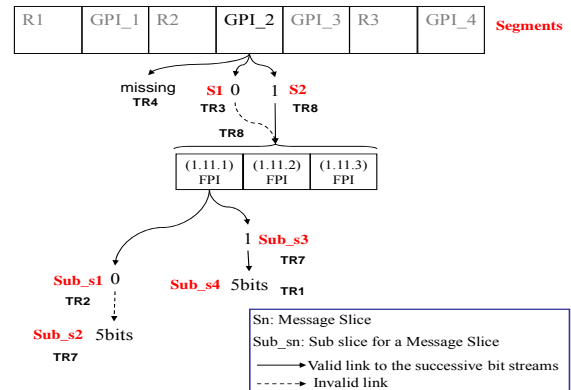 R1 GPI_1 R2 GPI_2 GPI_3 R3 GPI_4 Segments
missing S1 0 1 S2
TR4 TR3 TR8
TR8
(1.11.1) (1.11.2) (1.11.3)
FPI FPI FPI
1 Sub_s3
TR7
Sub_s1 0 Sub_s4 5bits TR1
TR2
Sub_s2 5bits
TR7
Sn: Message Slice
Sub_sn: Sub slice for a Message Slice
Valid link to the successive bit streams
Invalid link